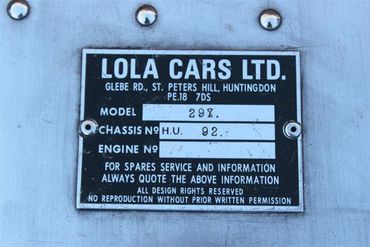 LOLA CARS LTD.
GLEBE RD., ST. PETERS HILL, HUNTINGDON
PE.18 7DS
MODEL 298.
CHASSIS Nº H.U. 92.
ENGINE Nº
FOR SPARES SERVICE AND INFORMATION
ALWAYS QUOTE THE ABOVE INFORMATION
ALL DESIGN RIGHTS RESERVED
NO REPRODUCTION WITHOUT PRIOR WRITTEN PERMISSION